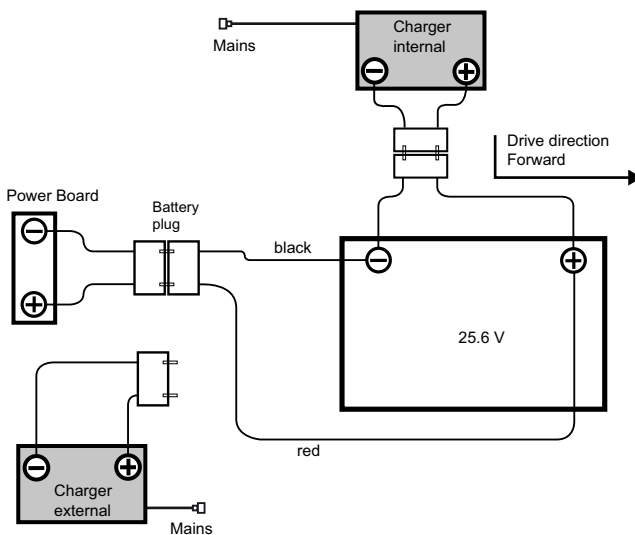 Charger
internal
Mains
Drive direction
Forward
Power Board
Battery
plug
black
25.6 V
red
Charger
external
Mains